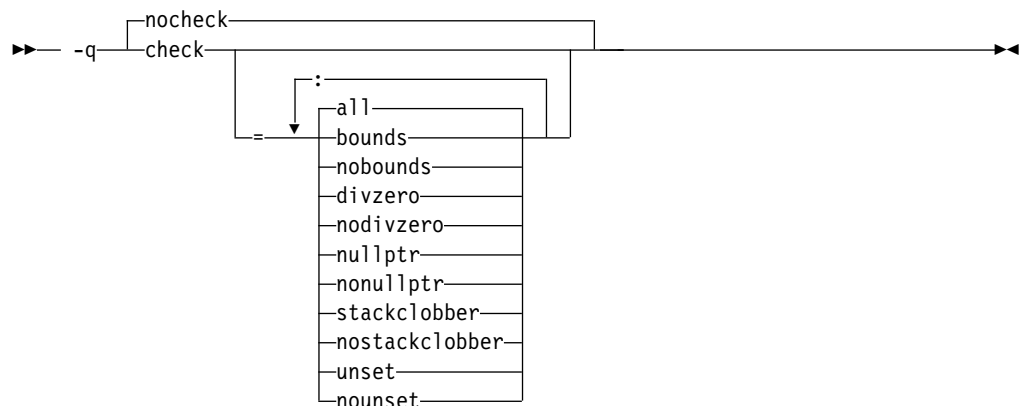 nocheck
-q check
:
all
= bounds
nobounds
divzero
nodivzero
nullptr
nonullptr
stackclobber
nostackclobber
unset
nounset